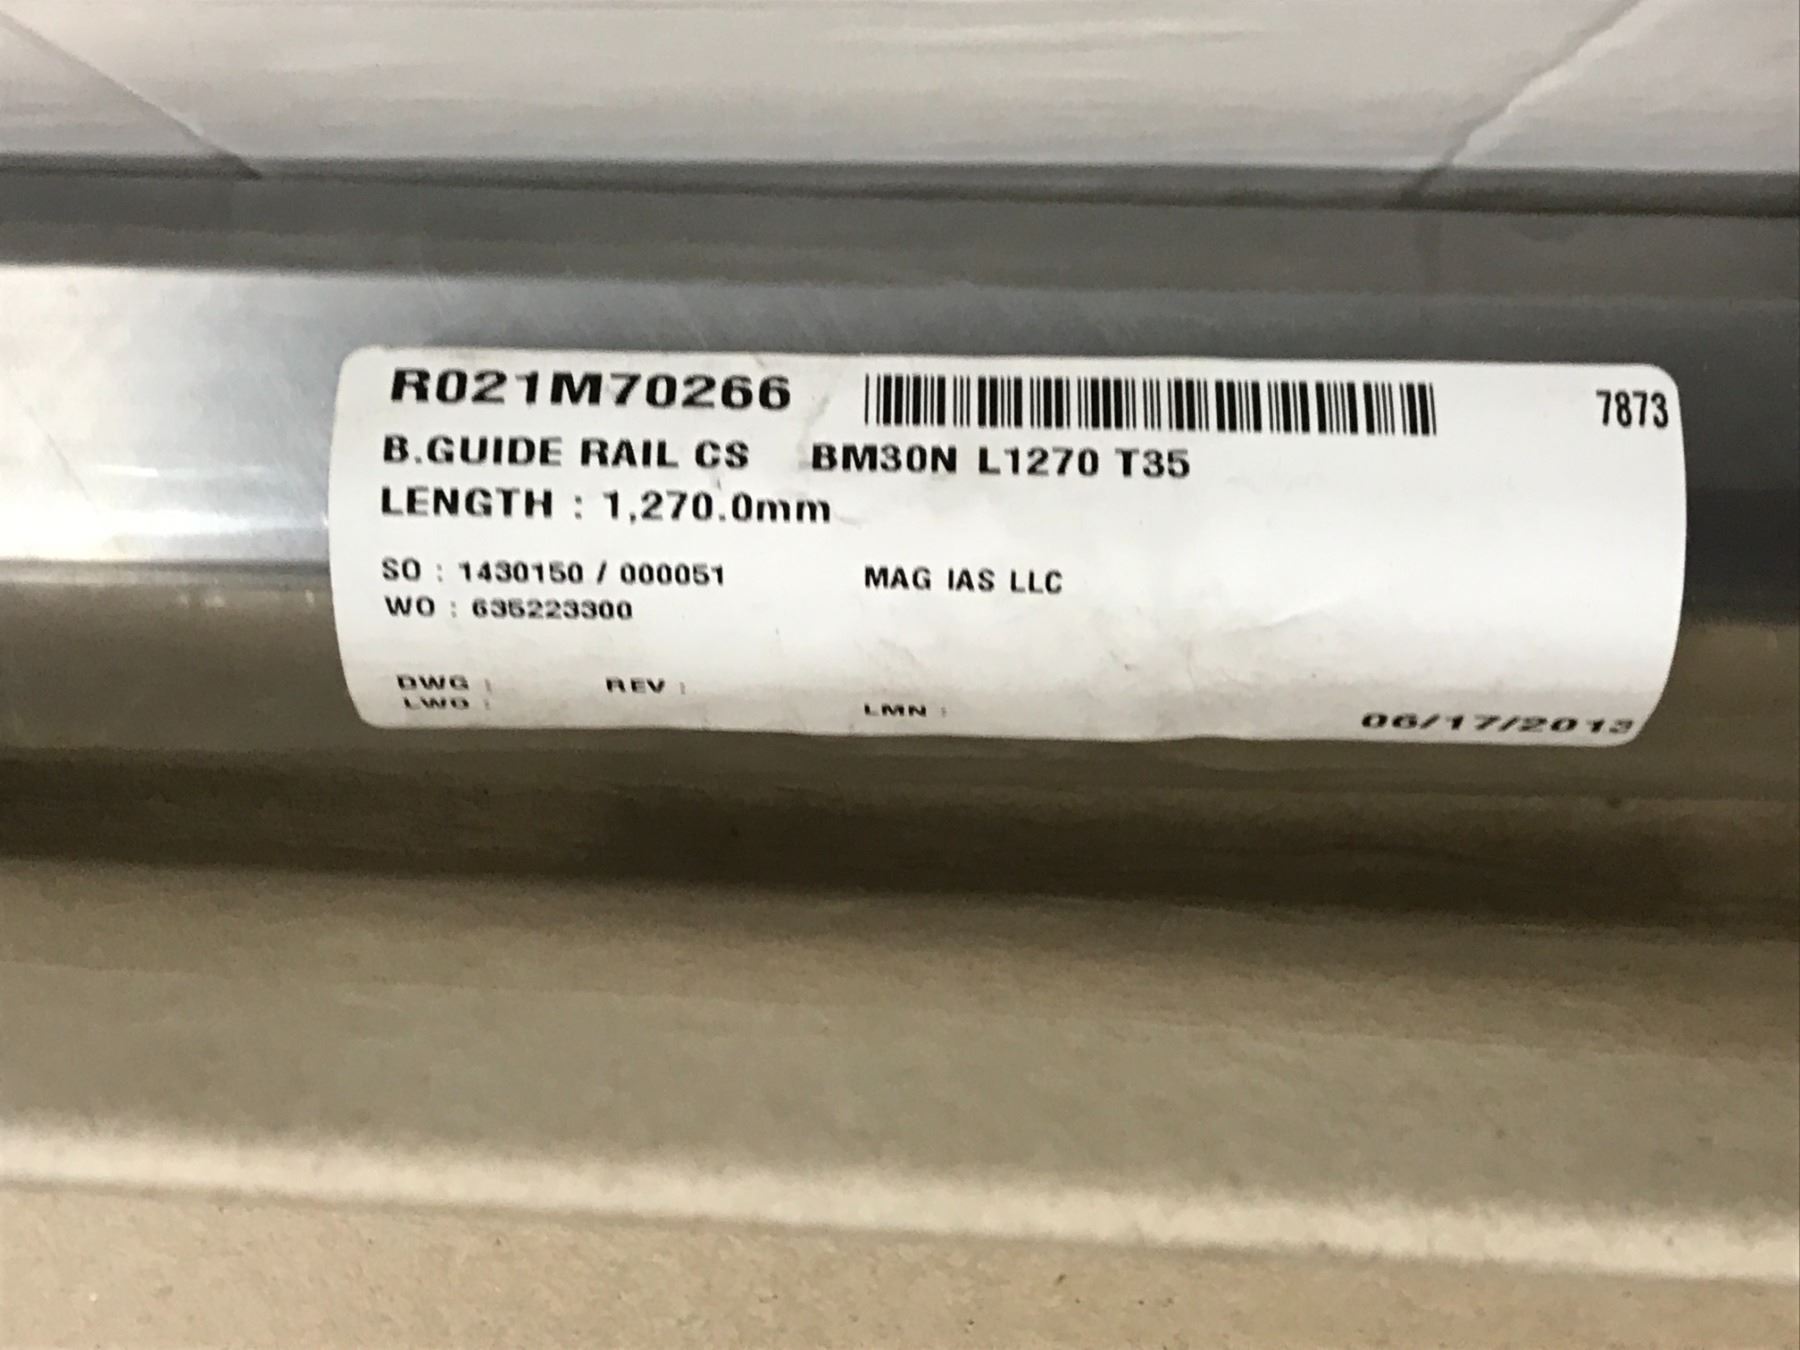 R021M70266 7873
B.GUIDE RAIL CS BM30N L1270 T35
LENGTH : 1,270.0mm
SO : 1430150 / 000051 MAG IAS LLC
WO : 635223300
DWG : REV :
LWO : LMN :
06/17/2013